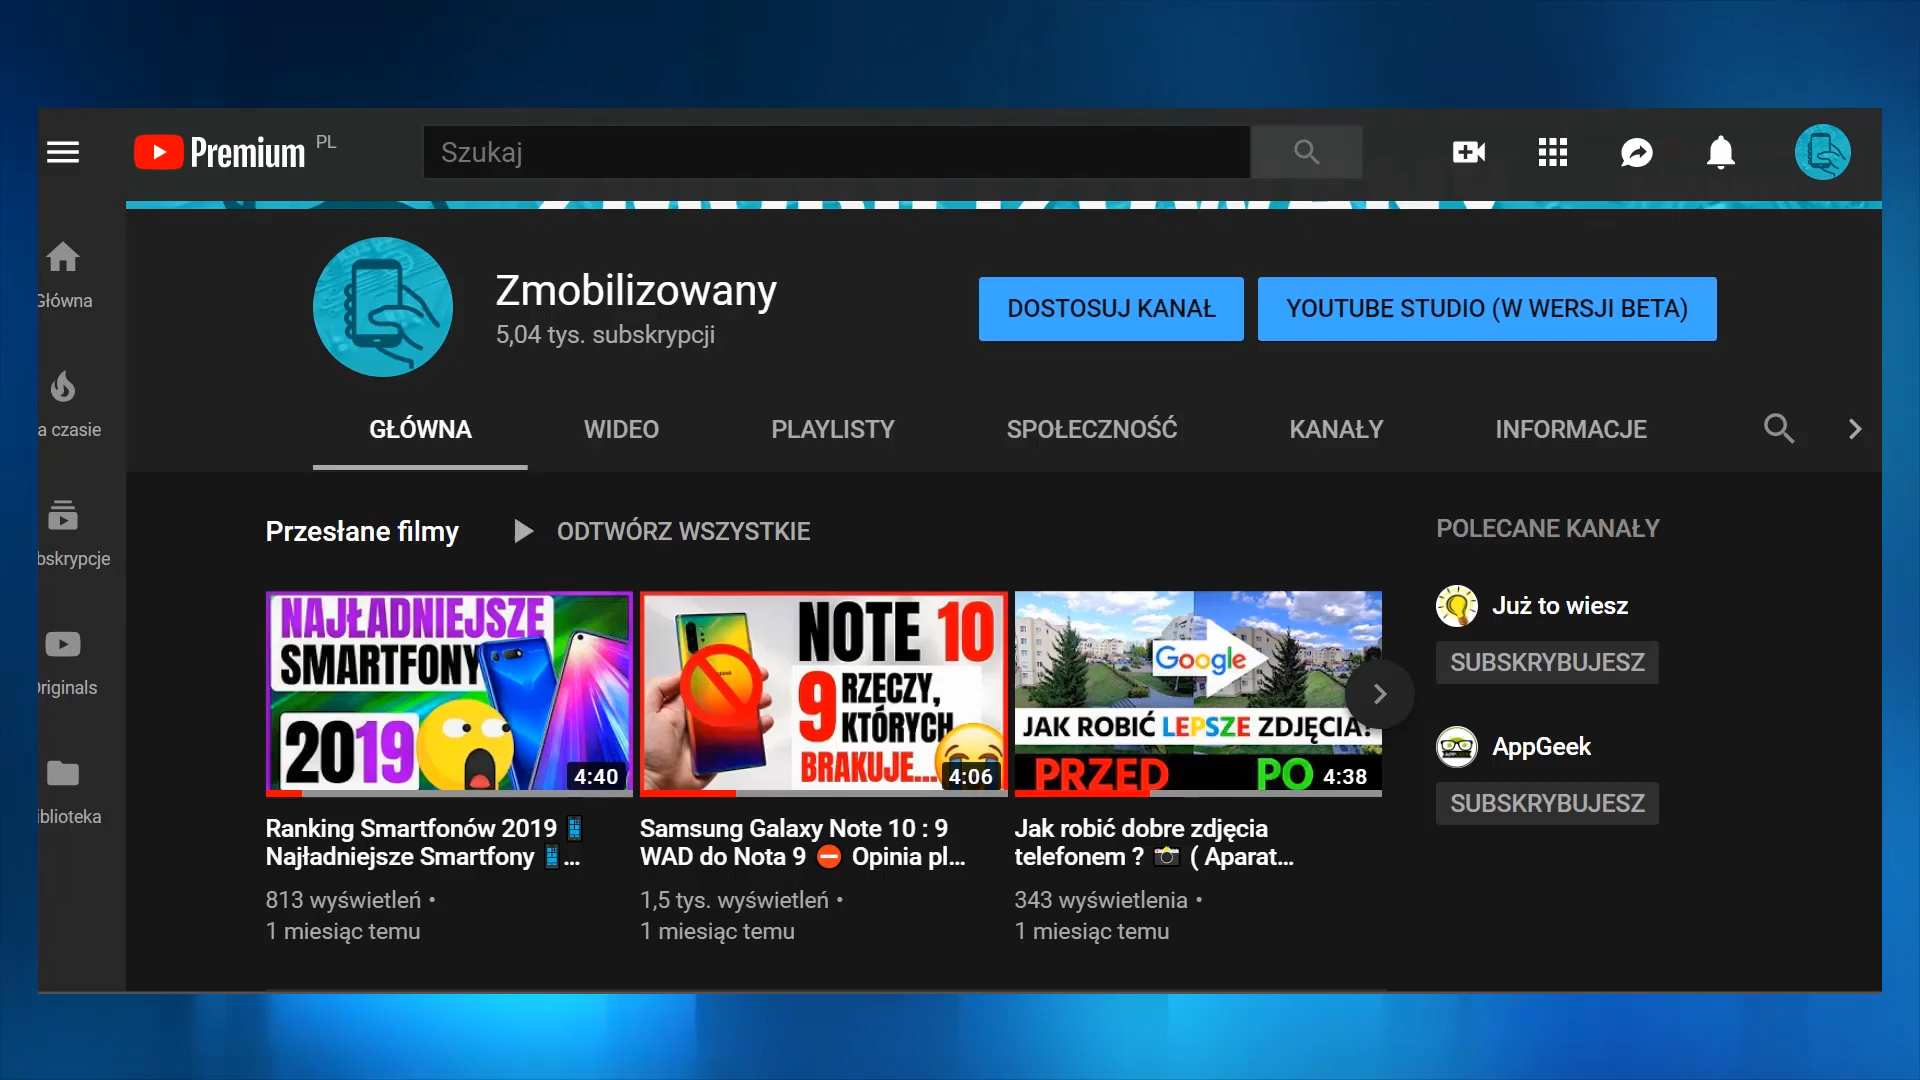 Premium PL
Szukaj
Główna
a czasie
bskrypcje
Originals
iblioteka
Zmobilizowany
5,04 tys. subskrypcji
DOSTOSUJ KANAŁ
YOUTUBE STUDIO (W WERSJI BETA)
GŁÓWNA WIDEO PLAYLISTY SPOŁECZNOŚĆ KANAŁY INFORMACJE
Przesłane filmy ODTWÓRZ WSZYSTKIE
NAJŁADNIEJSZE
SMARTFONY
2019
4:40
Ranking Smartfonów 2019
Najładniejsze Smartfony ...
813 wyświetleń •
1 miesiąc temu
NOTE 10
9 RZECZY,
KTÓRYCH
BRAKUJE...
4:06
Samsung Galaxy Note 10 : 9
WAD do Nota 9 ⛔ Opinia pl...
1,5 tys. wyświetleń •
1 miesiąc temu
Google
JAK ROBIĆ LEPSZE ZDJĘCIA?
PRZED PO
4:38
Jak robić dobre zdjęcia
telefonem ? 📷 ( Aparat...
343 wyświetlenia •
1 miesiąc temu
POLECANE KANAŁY
Już to wiesz
SUBSKRYBUJESZ
AppGeek
SUBSKRYBUJESZ